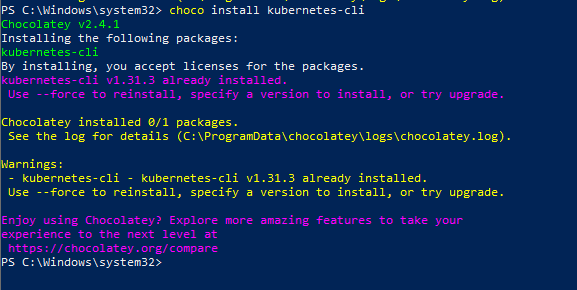 PS C:\Windows\system32> choco install kubernetes-cli
Chocolatey v2.4.1
Installing the following packages:
kubernetes-cli
By installing, you accept licenses for the packages.
kubernetes-cli v1.31.3 already installed.
Use --force to reinstall, specify a version to install, or try upgrade.

Chocolatey installed 0/1 packages.
See the log for details (C:\ProgramData\chocolatey\logs\chocolatey.log).

Warnings:
- kubernetes-cli - kubernetes-cli v1.31.3 already installed.
Use --force to reinstall, specify a version to install, or try upgrade.

Enjoy using Chocolatey? Explore more amazing features to take your
experience to the next level at
https://chocolatey.org/compare
PS C:\Windows\system32>